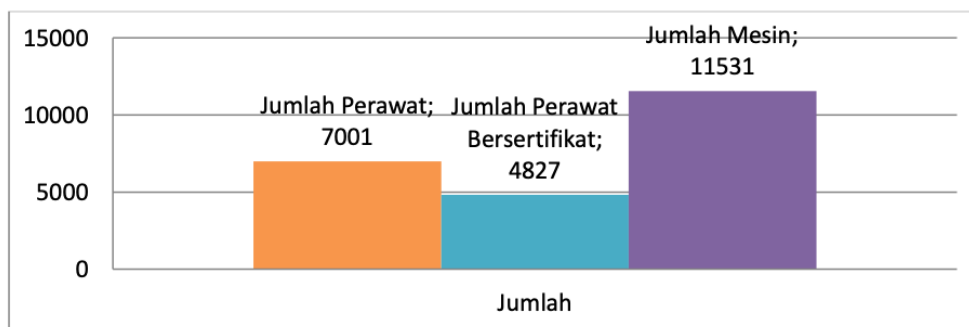 15000
10000
5000
0
Jumlah Perawat;
7001
Jumlah Perawat
Bersertifikat;
4827
Jumlah Mesin;
11531
Jumlah